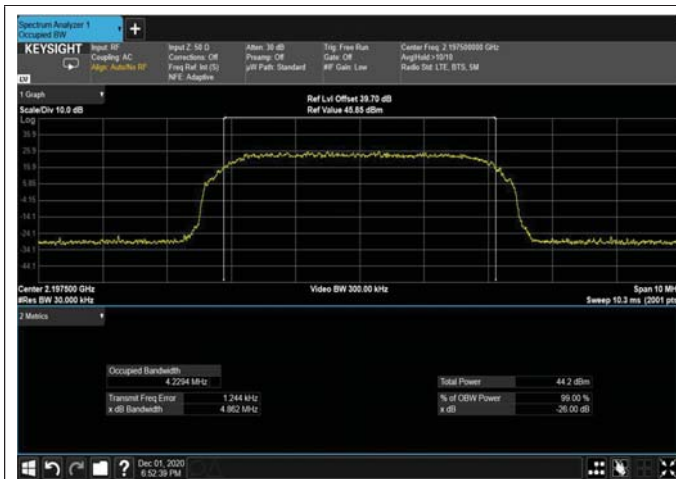 Spectrum Analyzer 1
Occupied BW
+
KEYSIGHT
Input: RF
Coupling: AC
Align: Auto/No RF
Input Z: 50 Ω
Corrections: Off
Freq Ref: Int (S)
NFE: Adaptive
Atten: 30 dB
Preamp: Off
µW Path: Standard
Trig: Free Run
Gate: Off
#IF Gain: Low
Center Freq: 2.197500000 GHz
Avg|Hold:>10/10
Radio Std: LTE, BTS, 5M
1 Graph
Scale/Div 10.0 dB
Ref Lvl Offset 39.70 dB
Ref Value 45.85 dBm
Log
35.9
25.9
15.9
5.85
-4.15
-14.1
-24.1
-34.1
-44.1
Center 2.197500 GHz
#Res BW 30.000 kHz
Video BW 300.00 kHz
Span 10 MH
Sweep 10.3 ms (2001 pts
2 Metrics
Occupied Bandwidth
4.2294 MHz
Transmit Freq Error 1.244 kHz
x dB Bandwidth 4.862 MHz
Total Power 44.2 dBm
% of OBW Power 99.00 %
x dB -26.00 dB
? Dec 01, 2020
6:52:39 PM